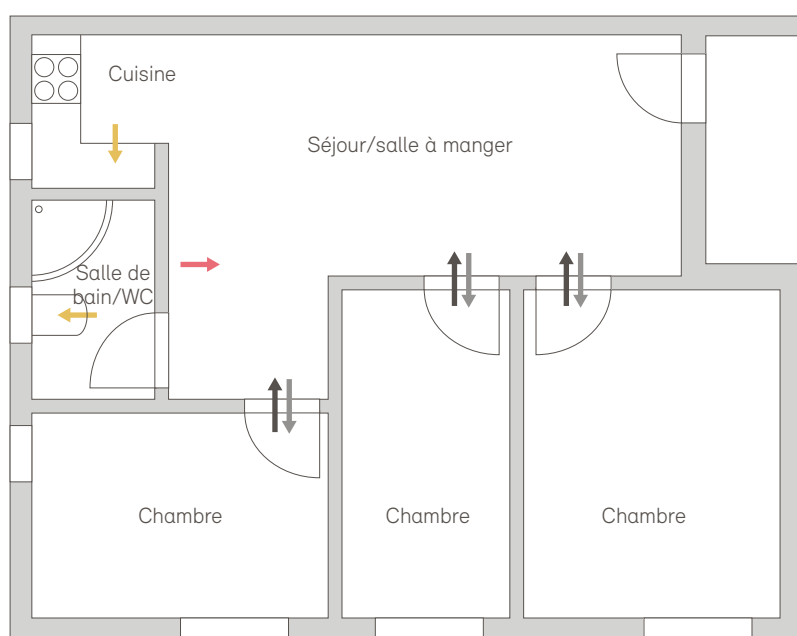 Cuisine
Séjour/salle à manger
Salle de
bain/WC
Chambre
Chambre
Chambre